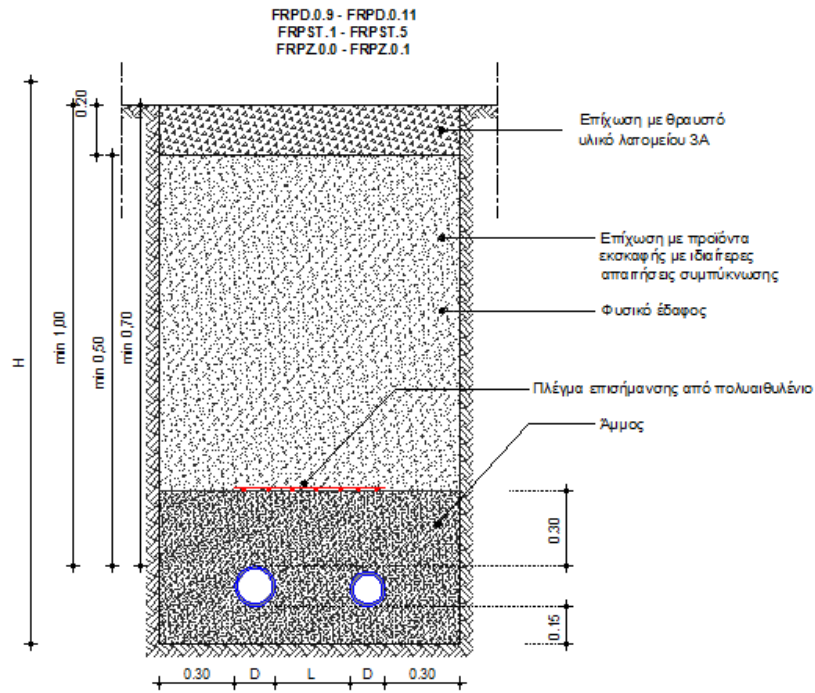 FRPD.0.9 - FRPD.0.11
FRPST.1 - FRPST.5
FRPZ.0.0 - FRPZ.0.1
0.20
Επίχωση με θραυστό
υλικό λατομείου 3Α
Επίχωση με προϊόντα
εκσκαφής με ιδιαίτερες
απαιτήσεις συμπύκνωσης
Φυσικό έδαφος
H
min 1,00
min 0,50
min 0,70
Πλέγμα επισήμανσης από πολυαιθυλένιο
Άμμος
0.30
0.15
0.30
D
L
D
0.30